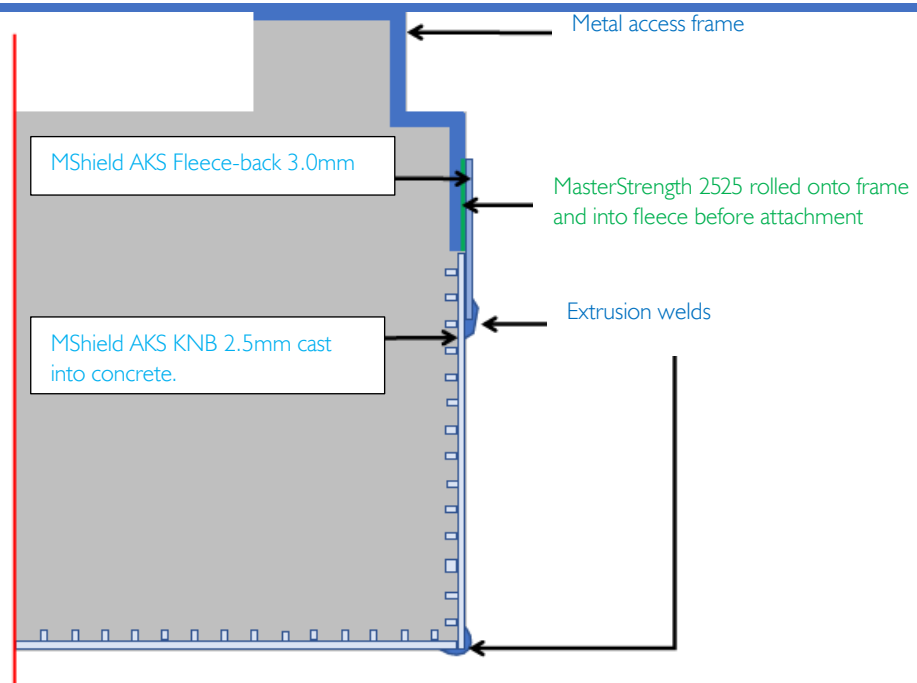 Metal access frame
MShield AKS Fleece-back 3.0mm
MasterStrength 2525 rolled onto frame
and into fleece before attachment
Extrusion welds
MShield AKS KNB 2.5mm cast
into concrete.